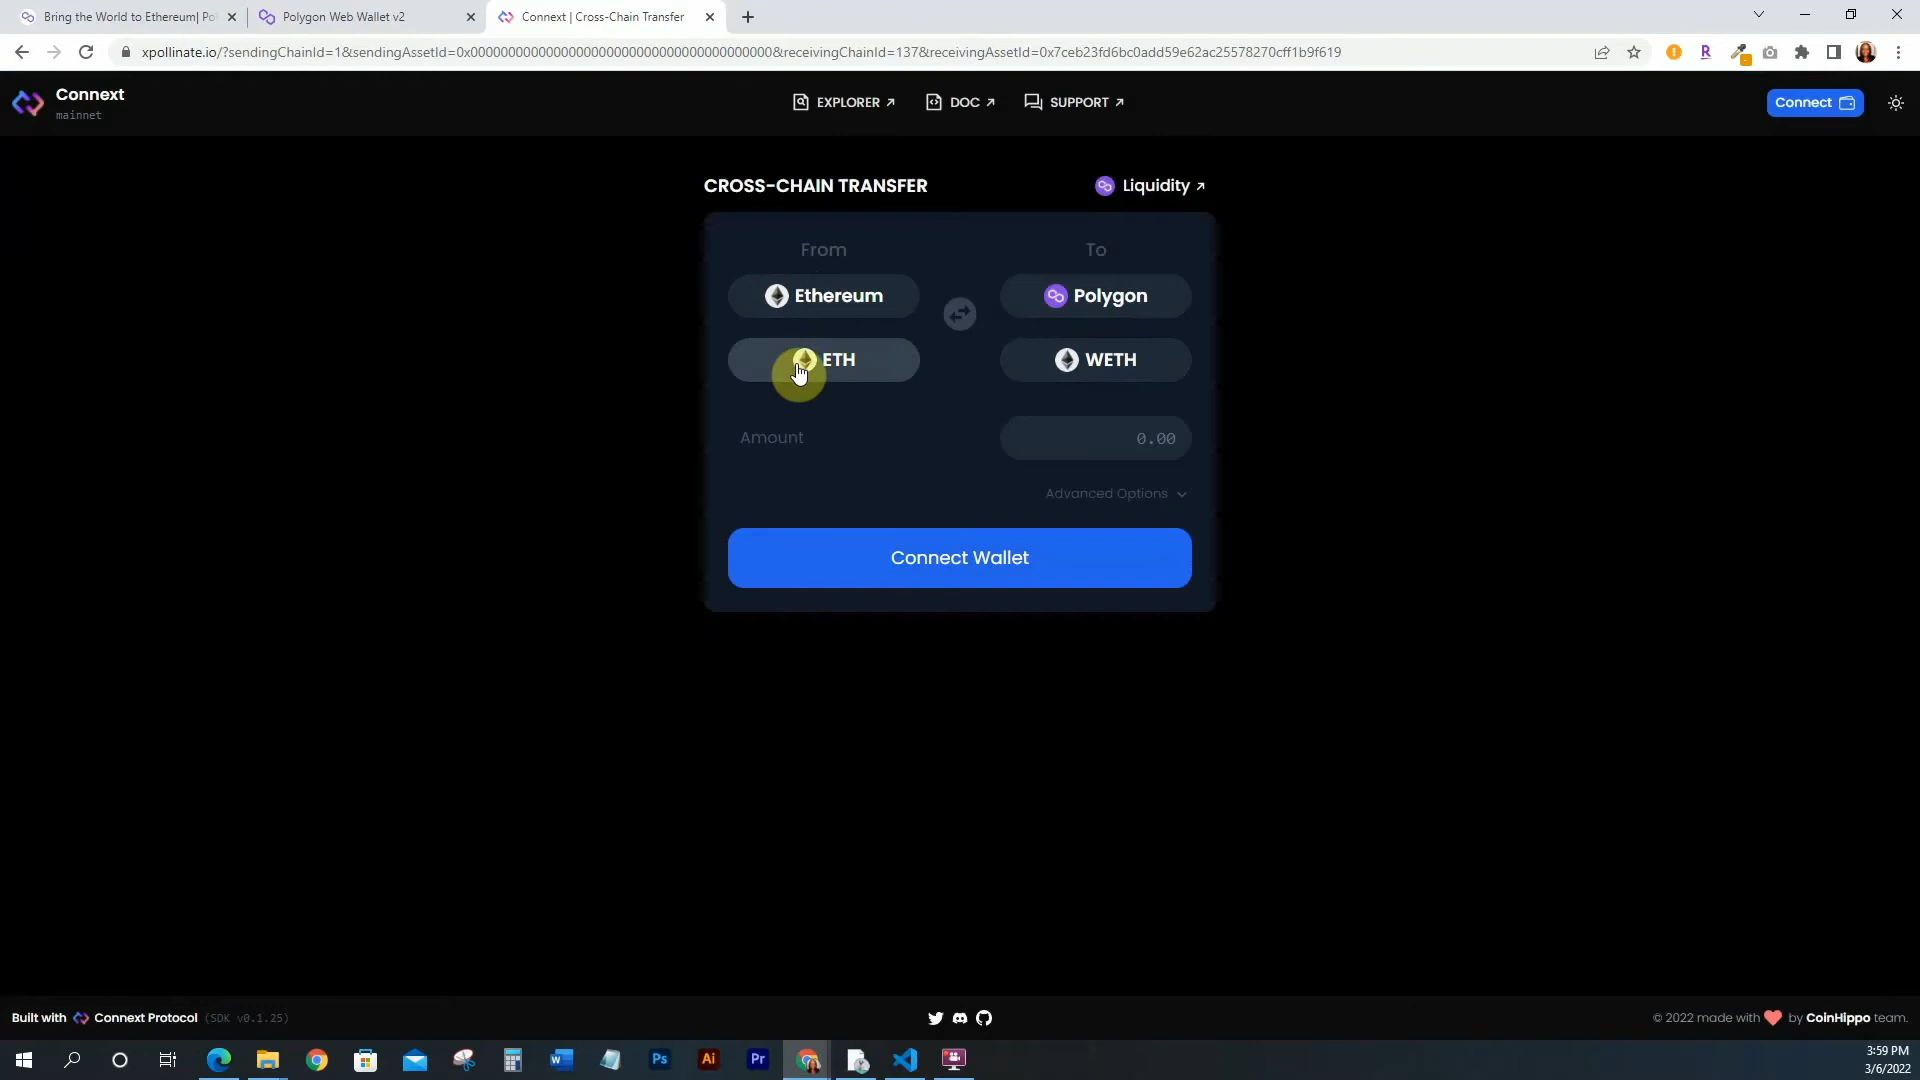 Bring the World to Ethereum| Po
Polygon Web Wallet v2
Connext | Cross-Chain Transfer
xpollinate.io/?sendingChainId=1&sendingAssetId=0x0000000000000000000000000000000000000000&receivingChainId=137&receivingAssetId=0x7ceb23fd6bc0add59e62ac25578270cff1b9f619
R
Connext
mainnet
EXPLORER
DOC
SUPPORT
Connect
CROSS-CHAIN TRANSFER
Liquidity
From
To
Ethereum
Polygon
ETH
WETH
Amount
0.00
Advanced Options
Connect Wallet
Built with Connext Protocol (SDK v0.1.25)
© 2022 made with by CoinHippo team.
W
Ps
Ai
Pr
3:59 PM
3/6/2022